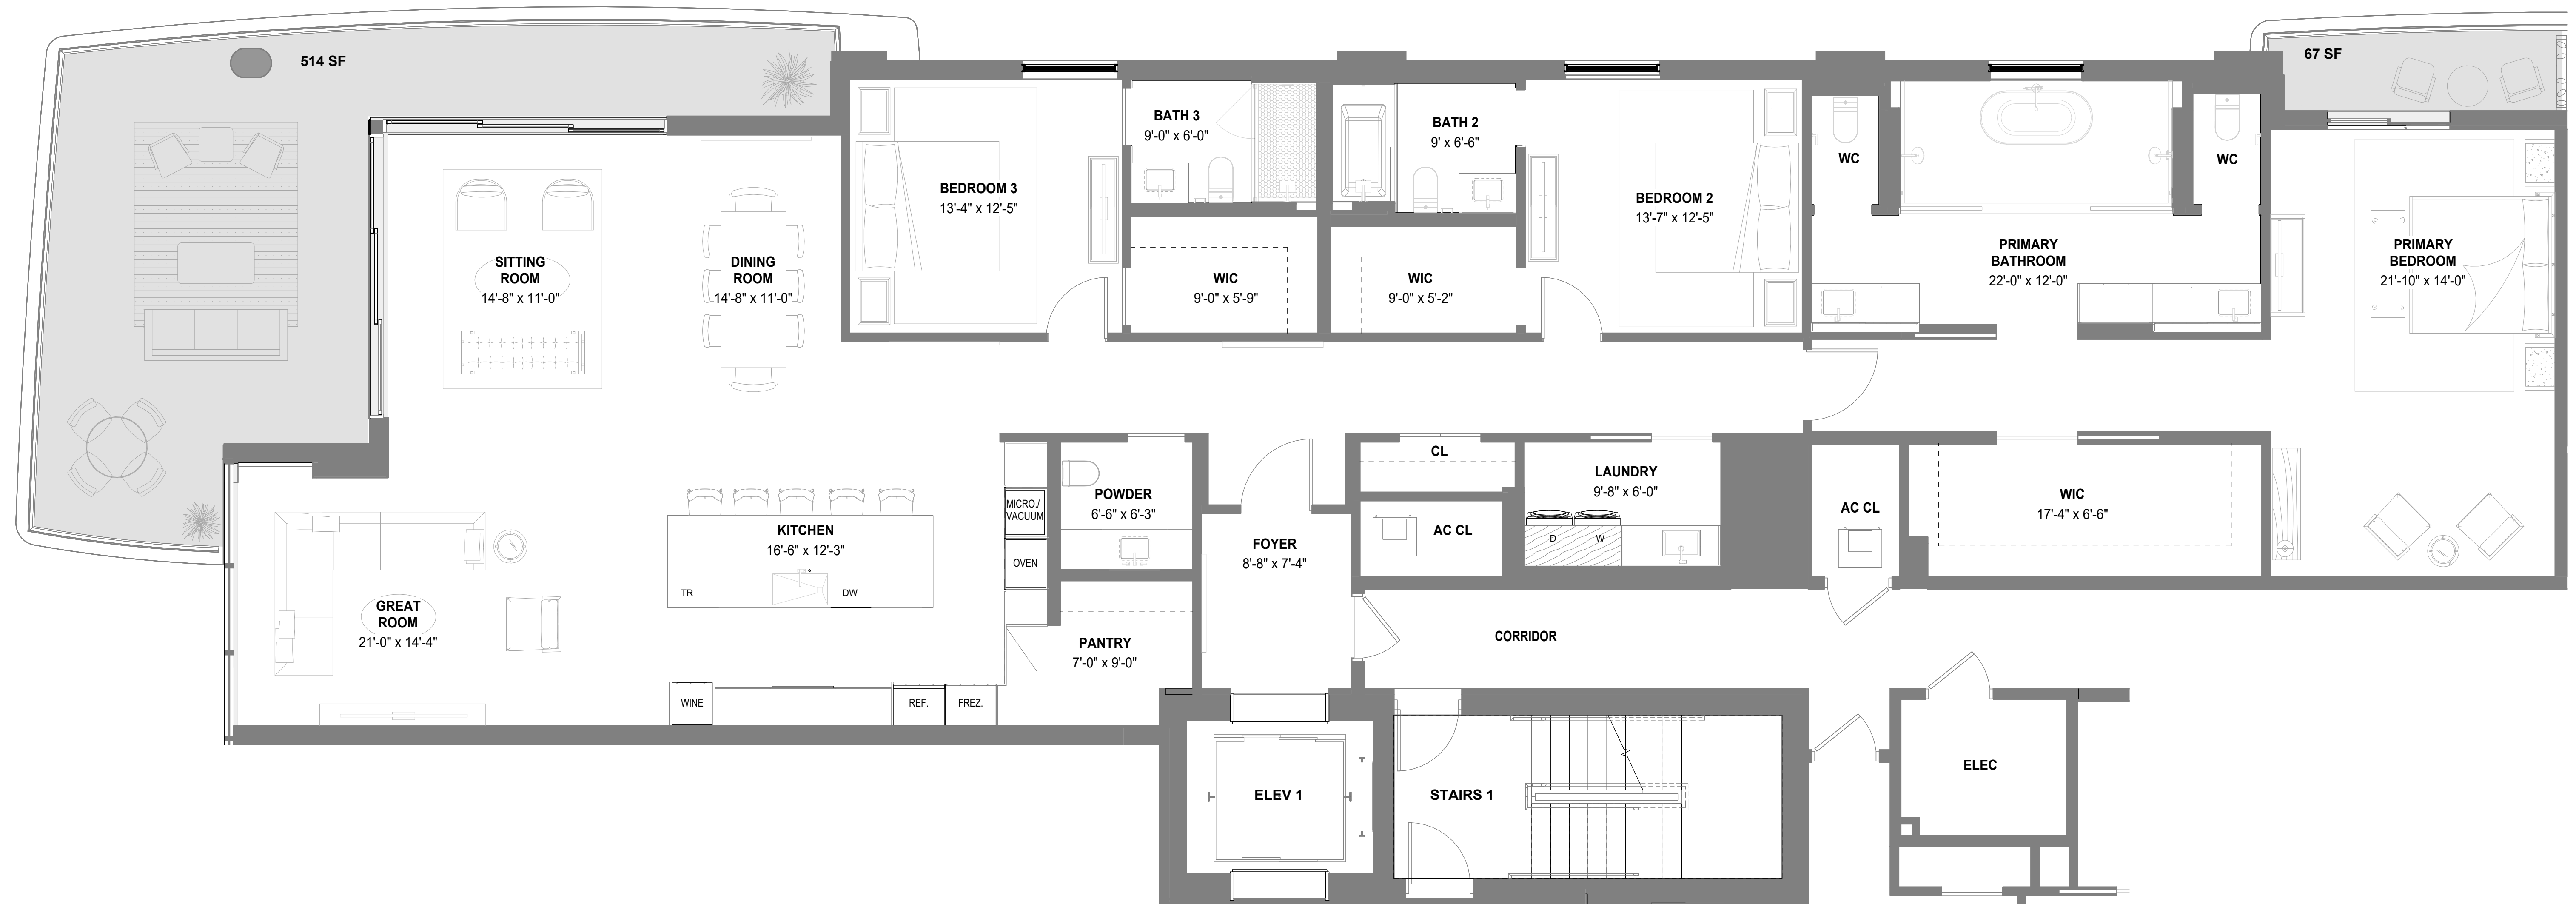 514 SF
67 SF
BATH 3
9'-0" x 6'-0"
BATH 2
9' x 6'-6"
WC
WC
BEDROOM 3
13'-4" x 12'-5"
BEDROOM 2
13'-7" x 12'-5"
SITTING
ROOM
14'-8" x 11'-0"
DINING
ROOM
14'-8" x 11'-0"
WIC
9'-0" x 5'-9"
WIC
9'-0" x 5'-2"
PRIMARY
BATHROOM
22'-0" x 12'-0"
PRIMARY
BEDROOM
21'-10" x 14'-0"
CL
LAUNDRY
9'-8" x 6'-0"
D
W
MICRO./
VACUUM
OVEN
POWDER
6'-6" x 6'-3"
KITCHEN
16'-6" x 12'-3"
TR
DW
FOYER
8'-8" x 7'-4"
AC CL
AC CL
WIC
17'-4" x 6'-6"
GREAT
ROOM
21'-0" x 14'-4"
PANTRY
7'-0" x 9'-0"
CORRIDOR
WINE
REF.
FREZ.
ELEV 1
STAIRS 1
ELEC